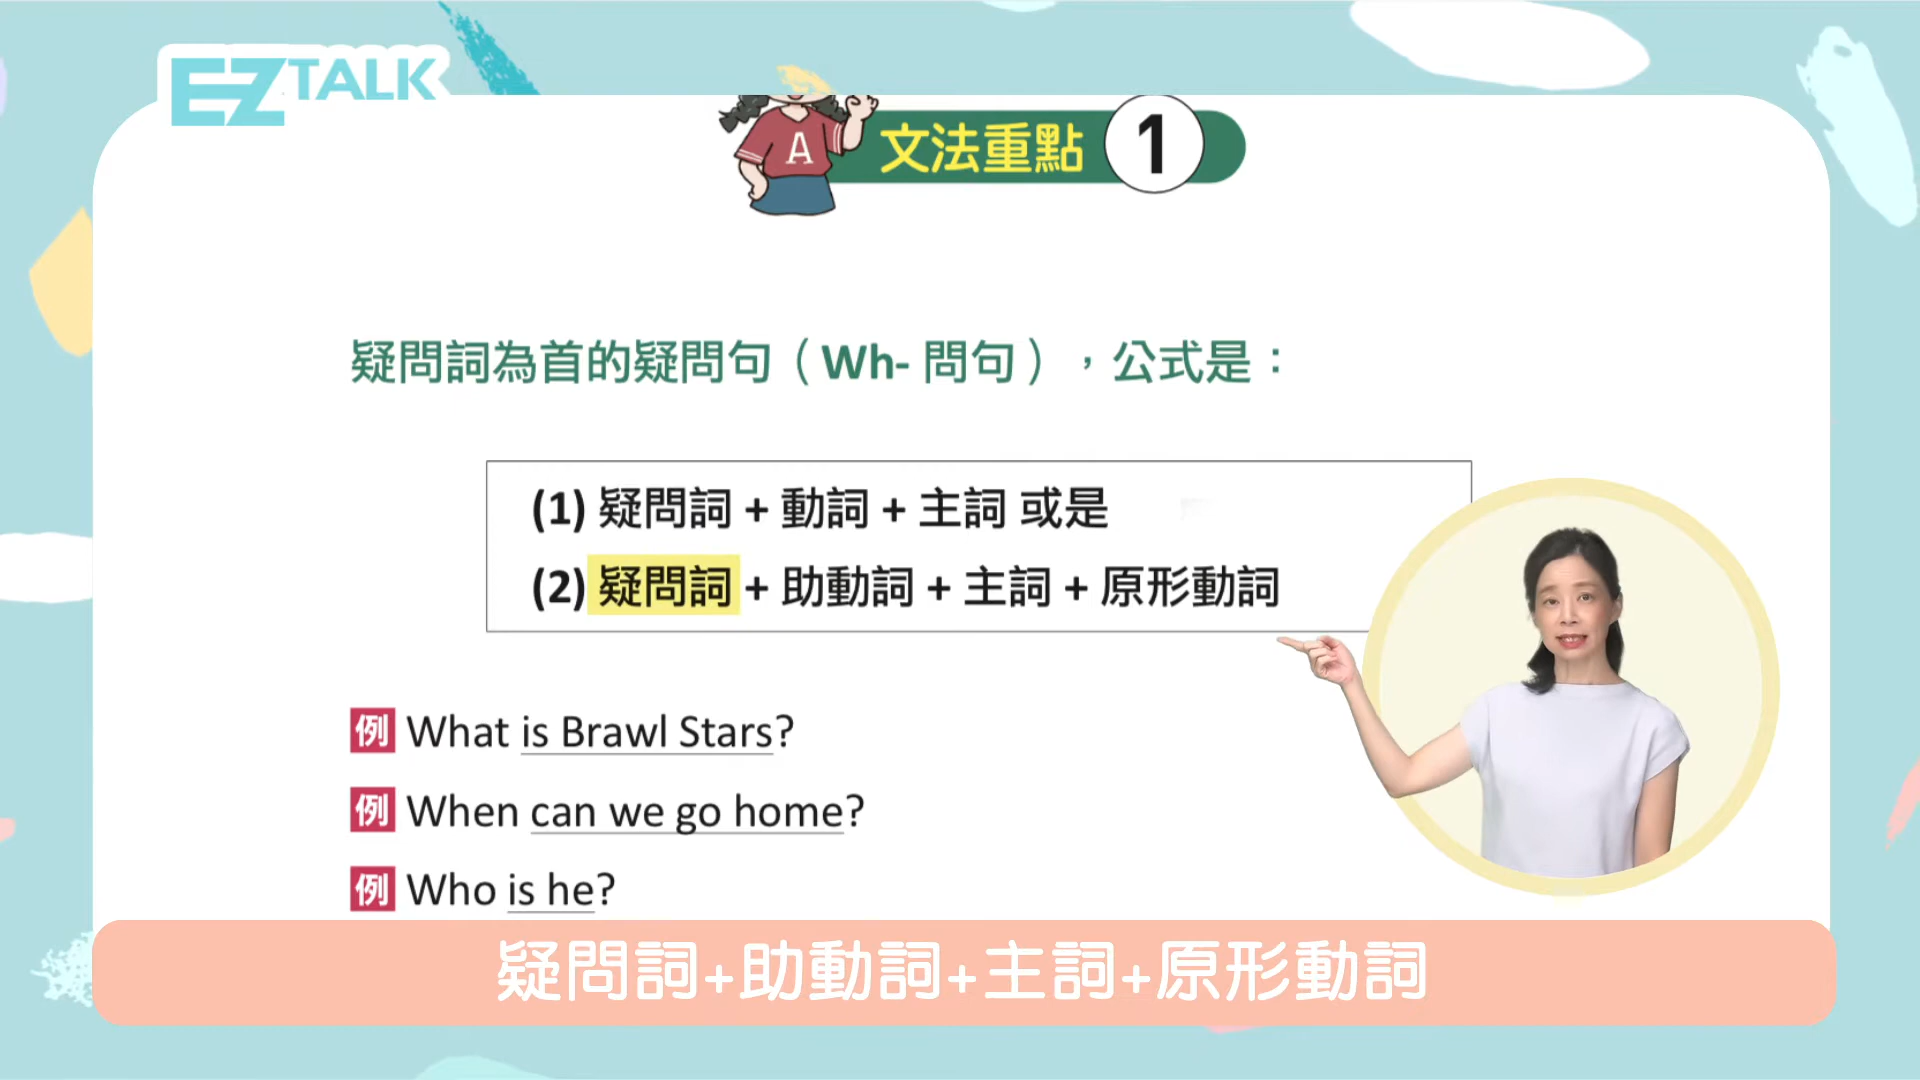 EZTALK
A
文法重點 1
疑問詞為首的疑問句（Wh- 問句），公式是：
(1) 疑問詞 + 動詞 + 主詞 或是
(2) 疑問詞 + 助動詞 + 主詞 + 原形動詞
例 What is Brawl Stars?
例 When can we go home?
例 Who is he?
疑問詞+助動詞+主詞+原形動詞